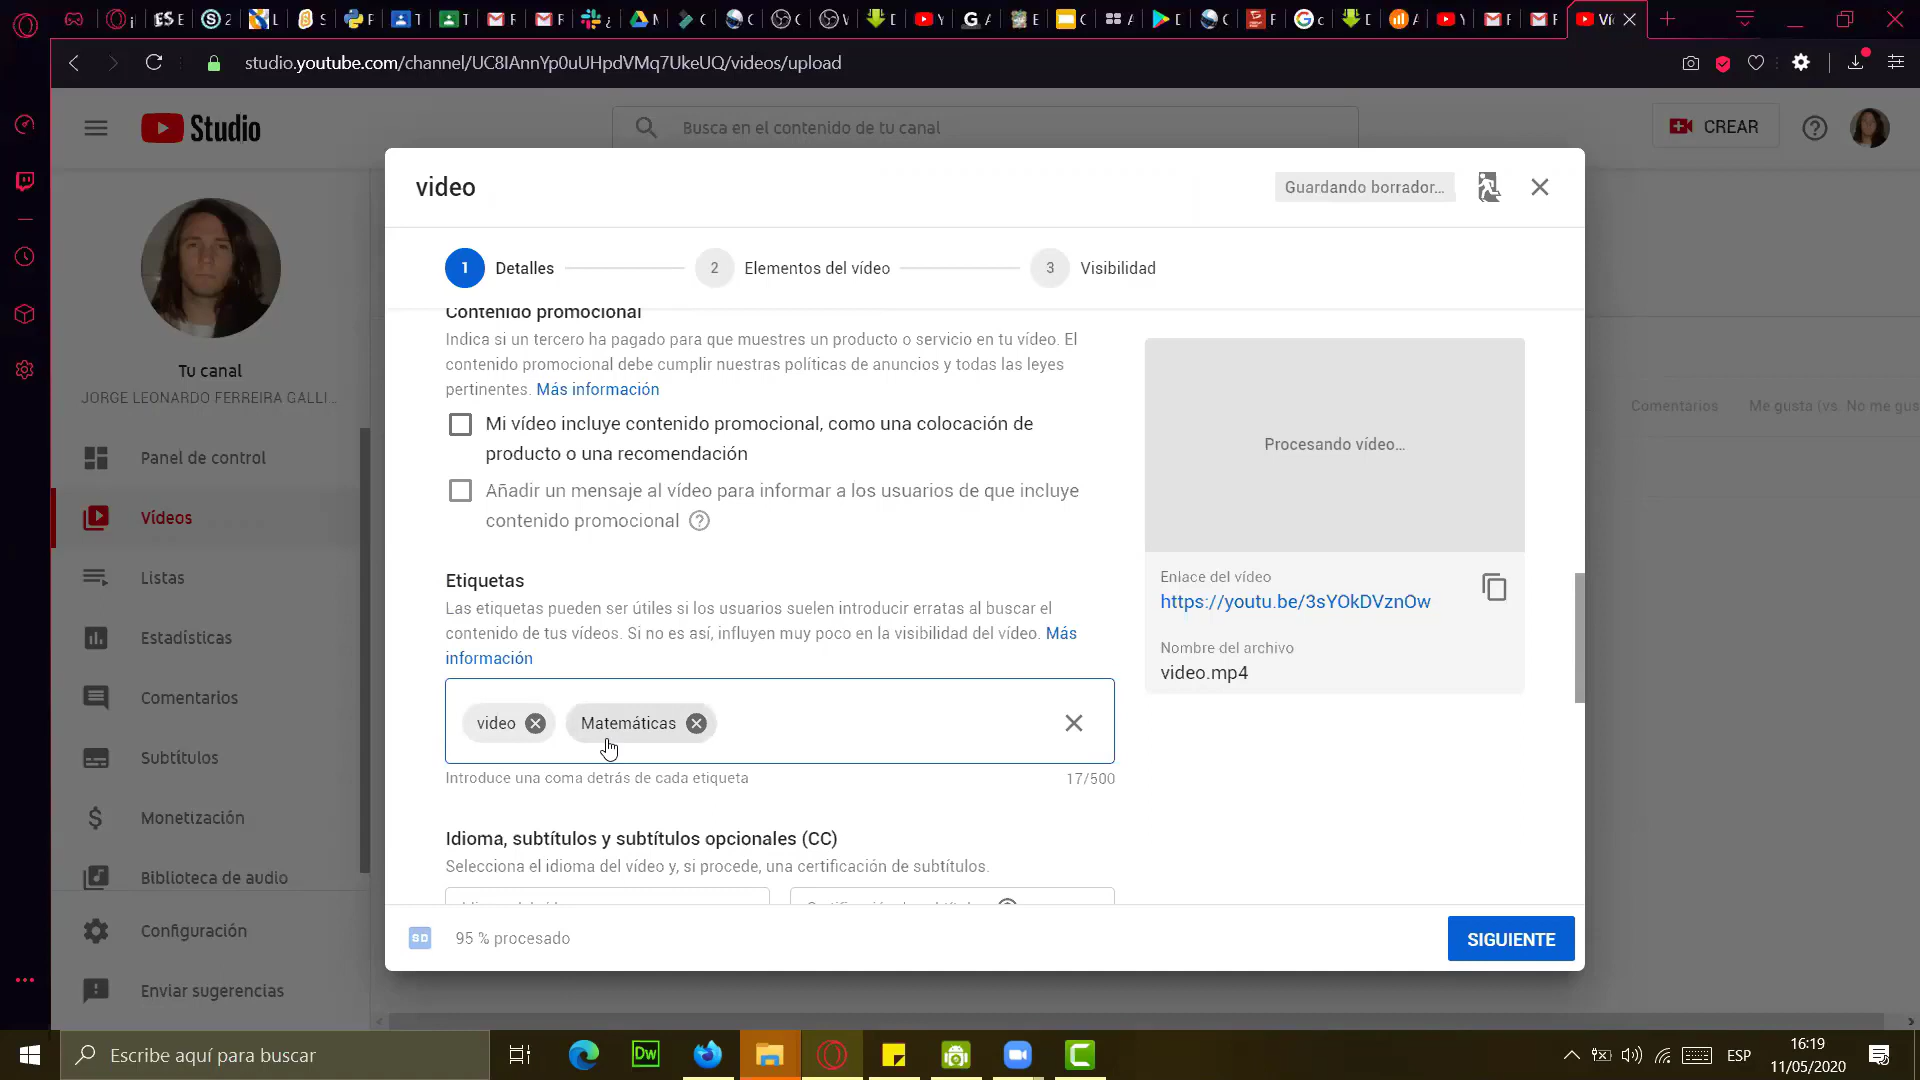 studio.youtube.com/channel/UC8IAnnYp0uUHpdVMq7UkeUQ/videos/upload
Studio
Busca en el contenido de tu canal
CREAR
video
Guardando borrador...
1 Detalles
2 Elementos del vídeo
3 Visibilidad
Tu canal
JORGE LEONARDO FERREIRA GALLI...
Panel de control
Vídeos
Listas
Estadísticas
Comentarios
Subtítulos
Monetización
Biblioteca de audio
Configuración
Enviar sugerencias
Contenido promocional
Indica si un tercero ha pagado para que muestres un producto o servicio en tu vídeo. El
contenido promocional debe cumplir nuestras políticas de anuncios y todas las leyes
pertinentes. Más información
Mi vídeo incluye contenido promocional, como una colocación de
producto o una recomendación
Añadir un mensaje al vídeo para informar a los usuarios de que incluye
contenido promocional
Etiquetas
Las etiquetas pueden ser útiles si los usuarios suelen introducir erratas al buscar el
contenido de tus vídeos. Si no es así, influyen muy poco en la visibilidad del vídeo. Más
información
video
Matemáticas
Introduce una coma detrás de cada etiqueta
17/500
Idioma, subtítulos y subtítulos opcionales (CC)
Selecciona el idioma del vídeo y, si procede, una certificación de subtítulos.
Procesando vídeo...
Enlace del vídeo
https://youtu.be/3sYOkDVznOw
Nombre del archivo
video.mp4
Comentarios
Me gusta (vs
No me gus
SD
95 % procesado
SIGUIENTE
Escribe aquí para buscar
Dw
ESP
16:19
11/05/2020